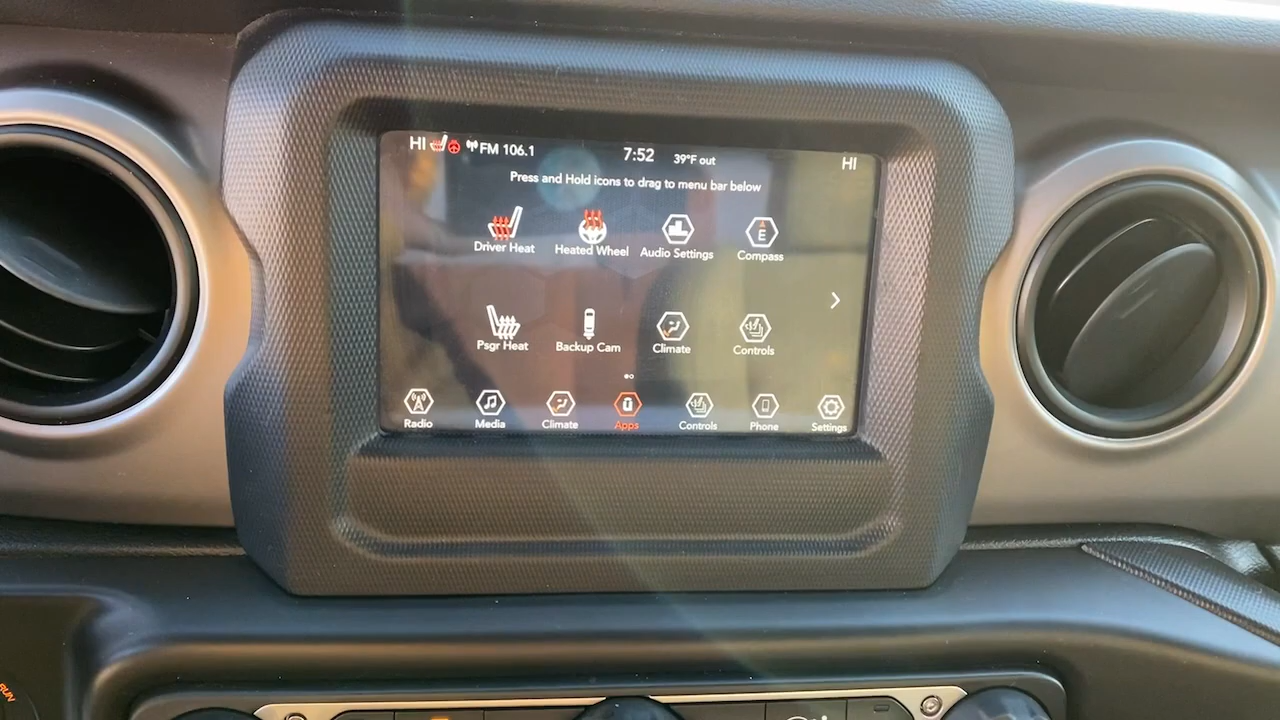 HI FM 106.1 7:52 39°F out HI
Press and Hold icons to drag to menu bar below
Driver Heat Heated Wheel Audio Settings Compass
E
Psgr Heat Backup Cam Climate Controls
Radio Media Climate Apps Controls Phone Settings
RUN